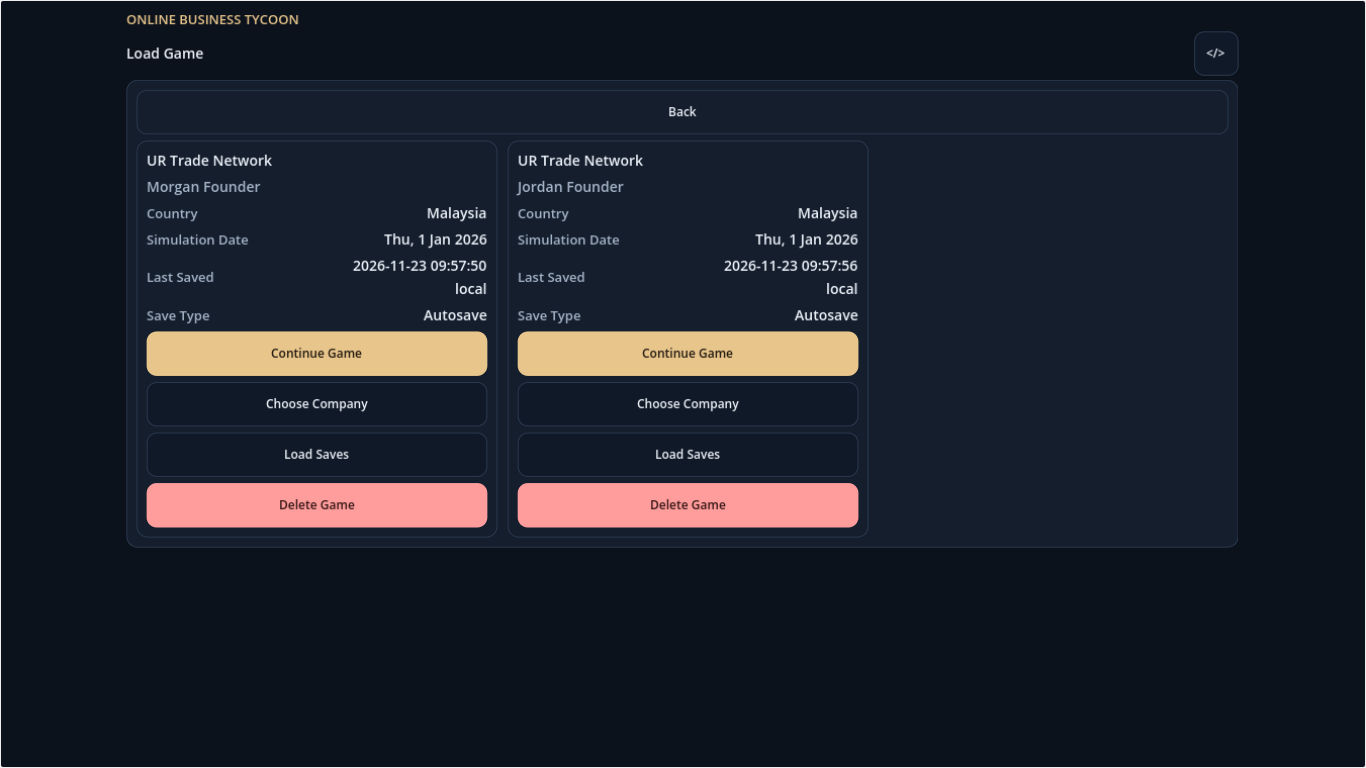 ONLINE BUSINESS TYCOON
Load Game
</>
Back
UR Trade Network
Morgan Founder
Country Malaysia
Simulation Date Thu, 1 Jan 2026
Last Saved 2026-11-23 09:57:50
local
Save Type Autosave
Continue Game
Choose Company
Load Saves
Delete Game
UR Trade Network
Jordan Founder
Country Malaysia
Simulation Date Thu, 1 Jan 2026
Last Saved 2026-11-23 09:57:56
local
Save Type Autosave
Continue Game
Choose Company
Load Saves
Delete Game